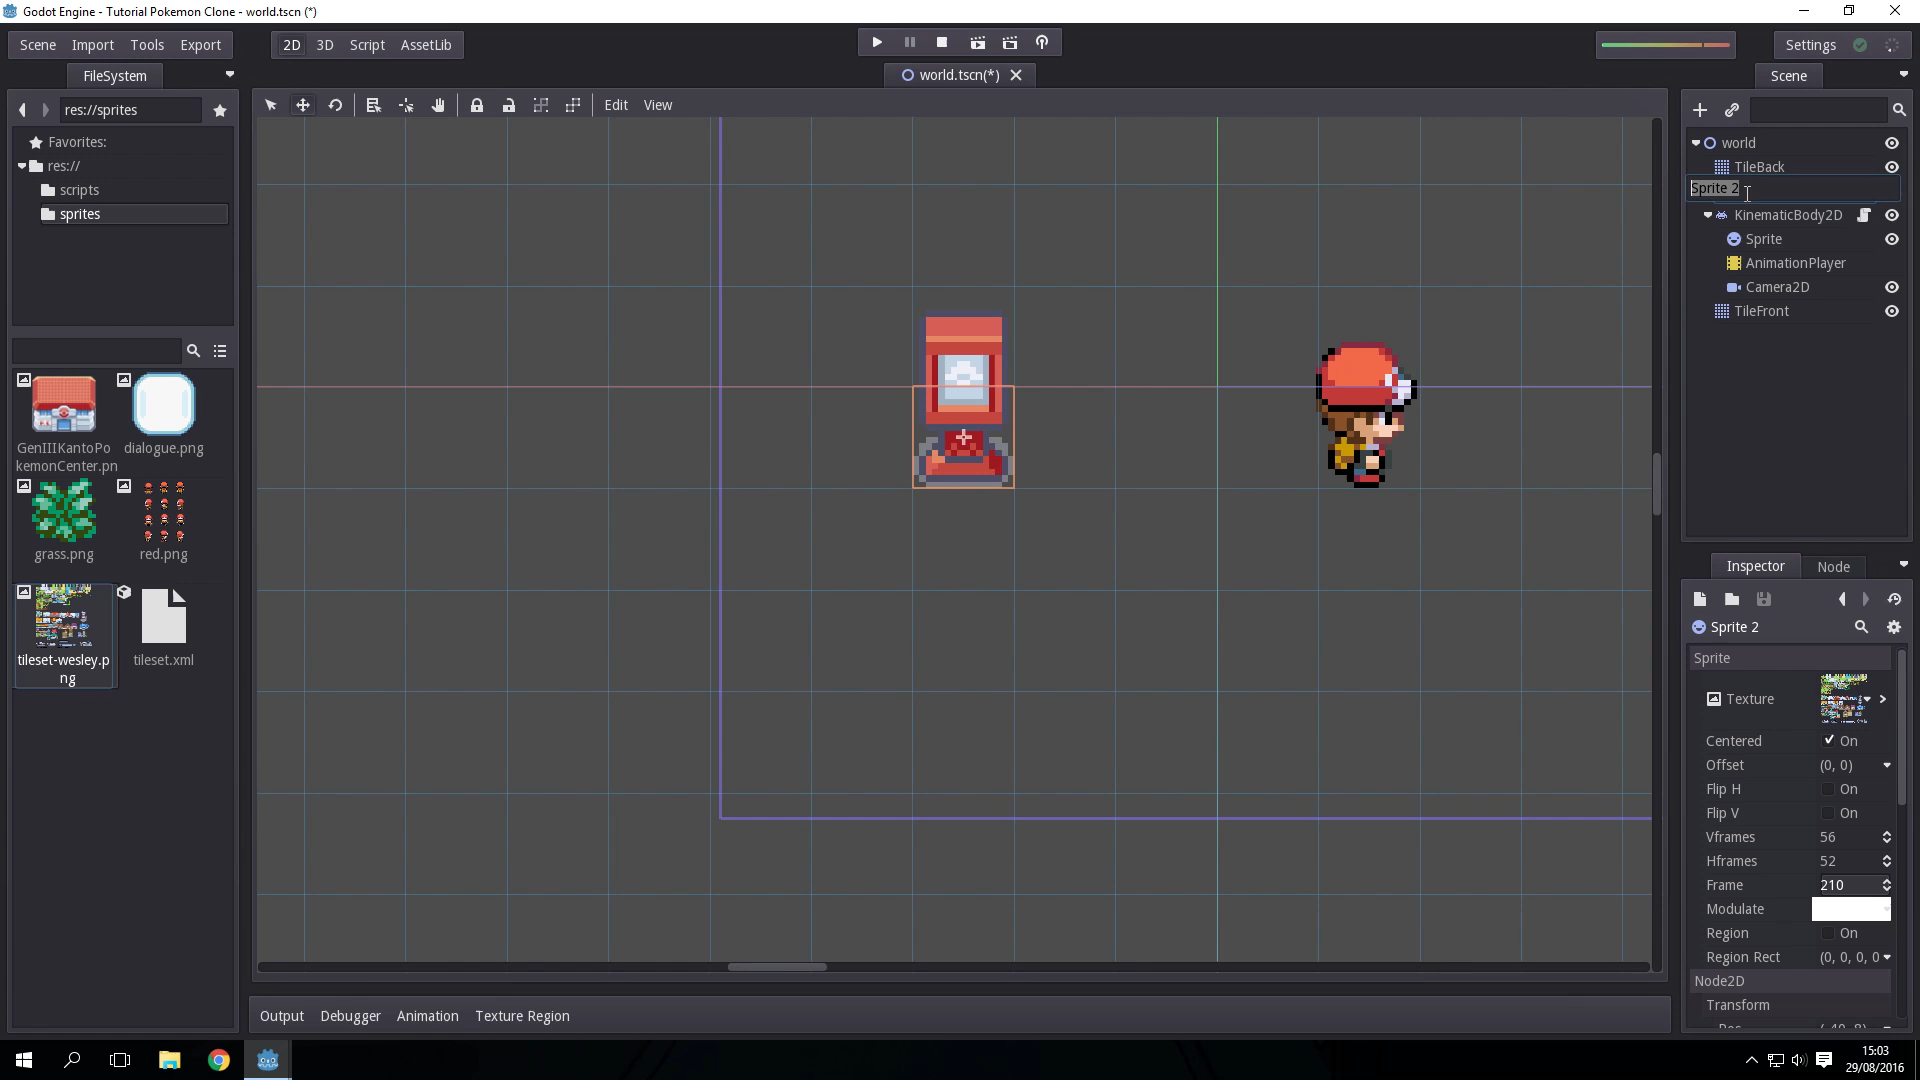 Godot Engine - Tutorial Pokemon Clone - world.tscn (*)
Scene Import Tools Export
2D 3D Script AssetLib
Settings
FileSystem
world.tscn(*)
Scene
res://sprites
Edit View
Favorites:
res://
scripts
sprites
world
TileBack
Sprite 2
KinematicBody2D
Sprite
AnimationPlayer
Camera2D
TileFront
GenIIIKantoPo
kemonCenter.pn
dialogue.png
grass.png
red.png
tileset-wesley.p
ng
tileset.xml
Inspector Node
Sprite 2
Sprite
Texture
Centered On
Offset (0, 0)
Flip H On
Flip V On
Vframes 56
Hframes 52
Frame 210
Modulate
Region On
Region Rect (0, 0, 0, 0
Node2D
Transform
Output Debugger Animation Texture Region
15:03
29/08/2016